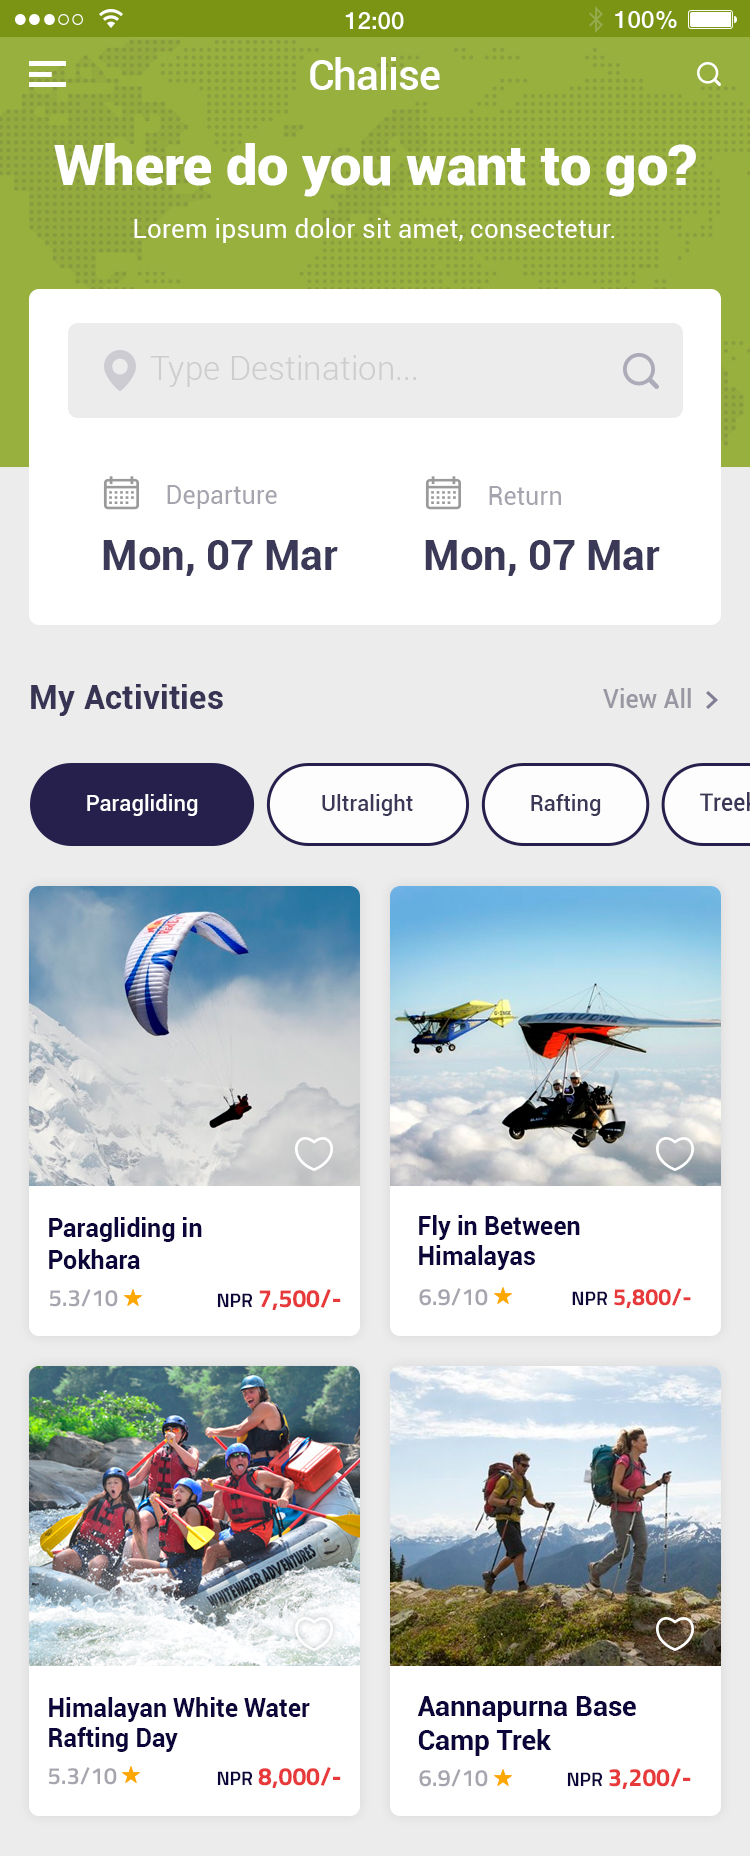 12:00
100%
Chalise
Where do you want to go?
Lorem ipsum dolor sit amet, consectetur.
Type Destination...
Departure
Return
Mon, 07 Mar
Mon, 07 Mar
My Activities
View All
Paragliding
Ultralight
Rafting
Treek
Paragliding in
Pokhara
5.3/10
NPR 7,500/-
Fly in Between
Himalayas
6.9/10
NPR 5,800/-
WHITEWATER ADVENTURES
Himalayan White Water
Rafting Day
5.3/10
NPR 8,000/-
Aannapurna Base
Camp Trek
6.9/10
NPR 3,200/-